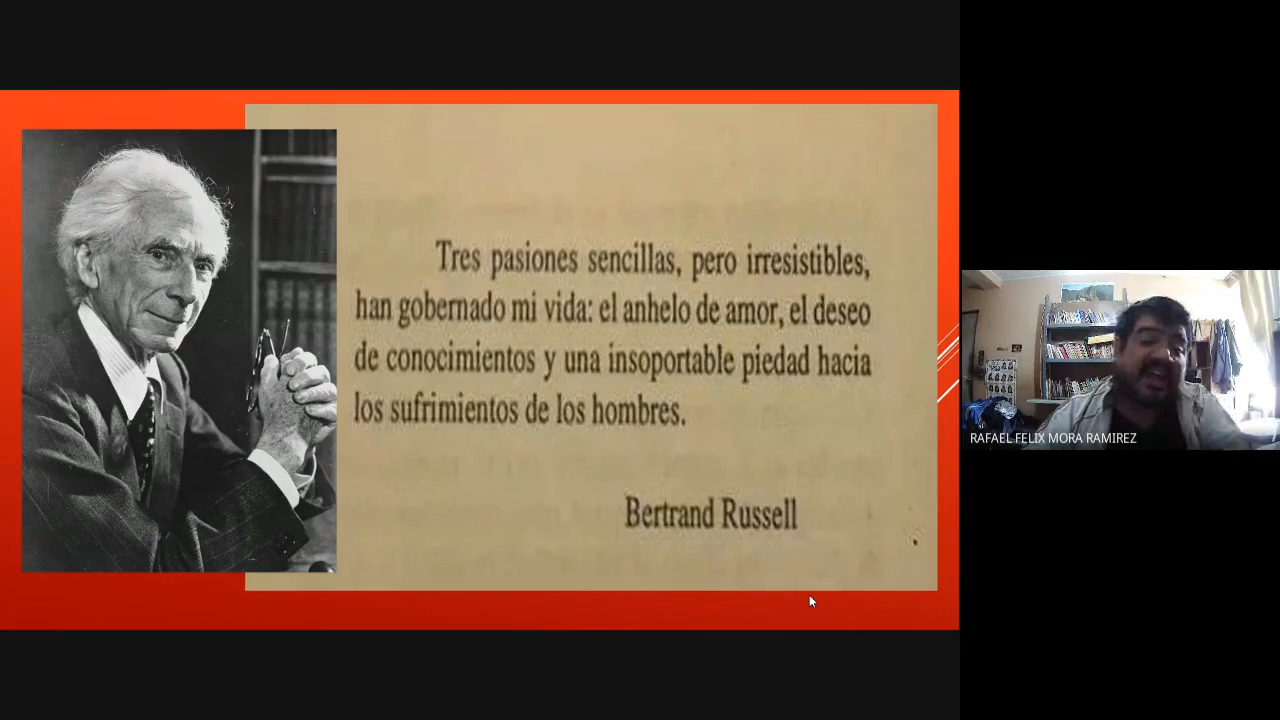 Tres pasiones sencillas, pero irresistibles,
han gobernado mi vida: el anhelo de amor, el deseo
de conocimientos y una insoportable piedad hacia
los sufrimientos de los hombres.
Bertrand Russell
RAFAEL FELIX MORA RAMIREZ